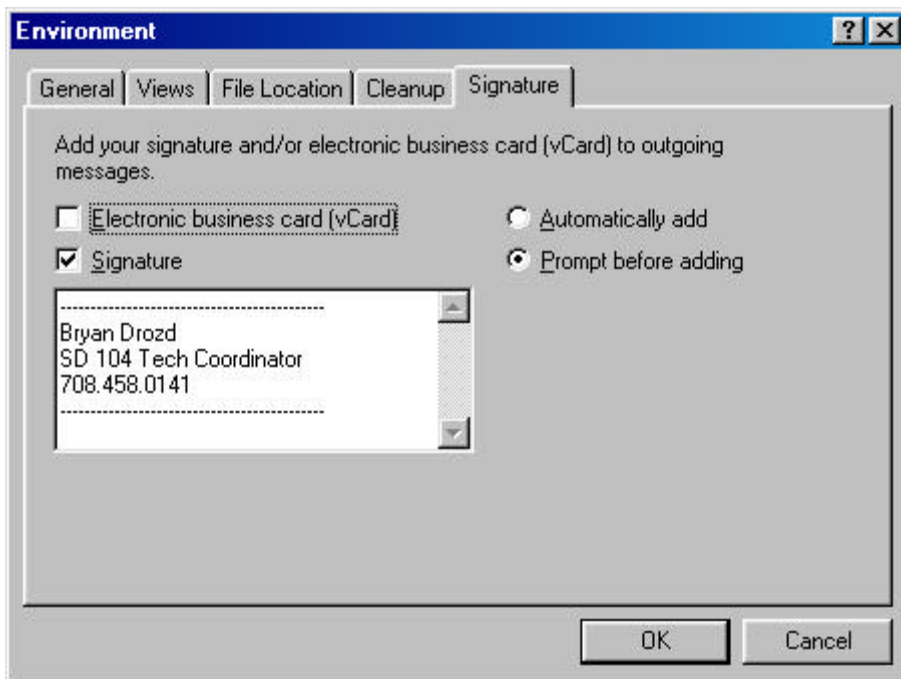 Environment
General Views File Location Cleanup Signature
Add your signature and/or electronic business card (vCard) to outgoing
messages.
Electronic business card (vCard) Automatically add
Signature Prompt before adding
----------------------------------------
Bryan Drozd
SD 104 Tech Coordinator
708.458.0141
----------------------------------------
OK Cancel